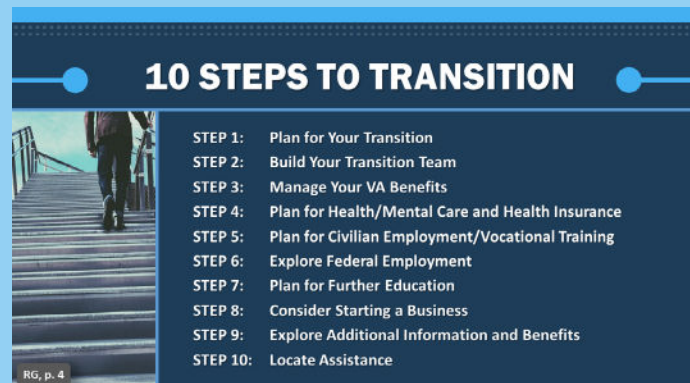 10 STEPS TO TRANSITION
STEP 1: Plan for Your Transition
STEP 2: Build Your Transition Team
STEP 3: Manage Your VA Benefits
STEP 4: Plan for Health/Mental Care and Health Insurance
STEP 5: Plan for Civilian Employment/Vocational Training
STEP 6: Explore Federal Employment
STEP 7: Plan for Further Education
STEP 8: Consider Starting a Business
STEP 9: Explore Additional Information and Benefits
STEP 10: Locate Assistance
RG, p. 4